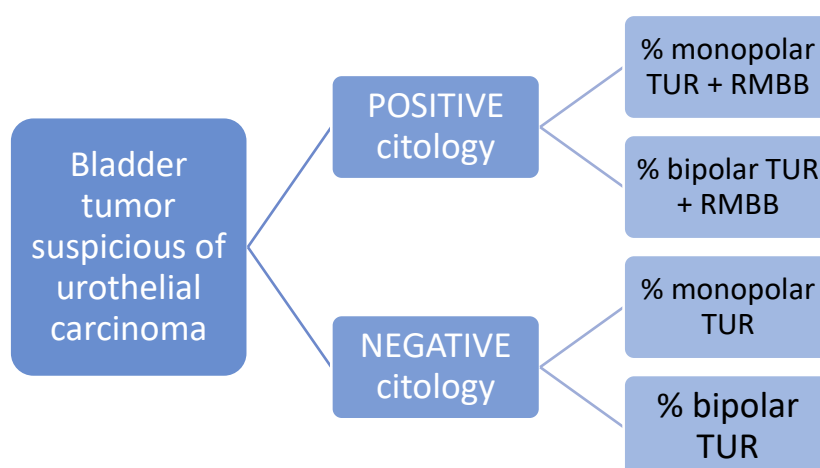 Bladder
tumor
suspicious of
urothelial
carcinoma
POSITIVE
citology
NEGATIVE
citology
% monopolar
TUR + RMBB
% bipolar TUR
+ RMBB
% monopolar
TUR
% bipolar
TUR